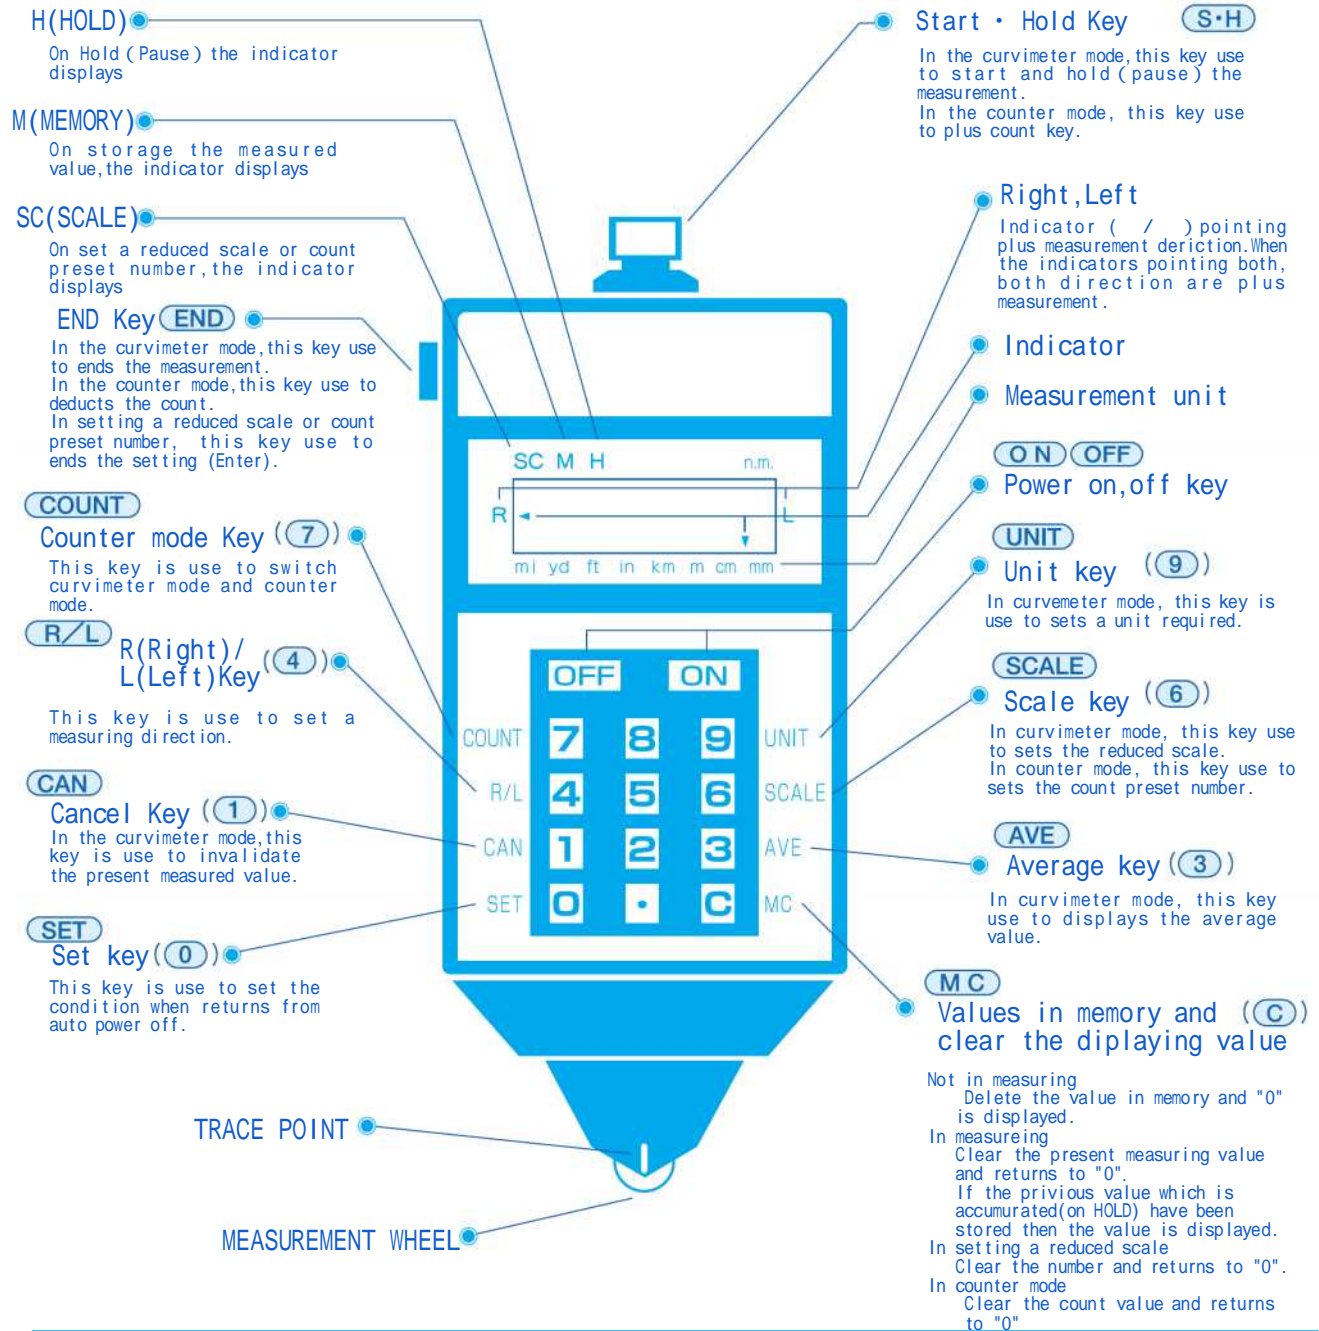 H(HOLD)
On Hold (Pause) the indicator
displays
M(MEMORY)
On storage the measured
value,the indicator displays
SC(SCALE)
On set a reduced scale or count
preset number,the indicator
displays
END Key END
In the curvimeter mode,this key use
to ends the measurement.
In the counter mode,this key use to
deducts the count.
In setting a reduced scale or count
preset number, this key use to
ends the setting (Enter).
COUNT
Counter mode Key (7)
This key is use to switch
curvimeter mode and counter
mode.
R/L
R(Right)/
L(Left)Key (4)
This key is use to set a
measuring direction.
CAN
Cancel Key (1)
In the curvimeter mode,this
key is use to invalidate
the present measured value.
SET
Set key(0)
This key is use to set the
condition when returns from
auto power off.
TRACE POINT
MEASUREMENT WHEEL
SC M H n.m.
R L
mi yd ft in km m cm mm
OFF ON
COUNT 7 8 9 UNIT
R/L 4 5 6 SCALE
CAN 1 2 3 AVE
SET 0 · C MC
Start · Hold Key S·H
In the curvimeter mode,this key use
to start and hold(pause) the
measurement.
In the counter mode, this key use
to plus count key.
Right,Left
Indicator ( / )pointing
plus measurement deriction.When
the indicators pointing both,
both direction are plus
measurement.
Indicator
Measurement unit
ON OFF
Power on,off key
UNIT
Unit key (9)
In curvemeter mode, this key is
use to sets a unit required.
SCALE
Scale key (6)
In curvimeter mode, this key use
to sets the reduced scale.
In counter mode, this key use to
sets the count preset number.
AVE
Average key(3)
In curvimeter mode, this key
use to displays the average
value.
MC
Values in memory and (C)
clear the diplaying value
Not in measuring
Delete the value in memory and "0"
is displayed.
In measureing
Clear the present measuring value
and returns to "0".
If the privious value which is
accumurated(on HOLD) have been
stored then the value is displayed.
In setting a reduced scale
Clear the number and returns to "0".
In counter mode
Clear the count value and returns
to "0"